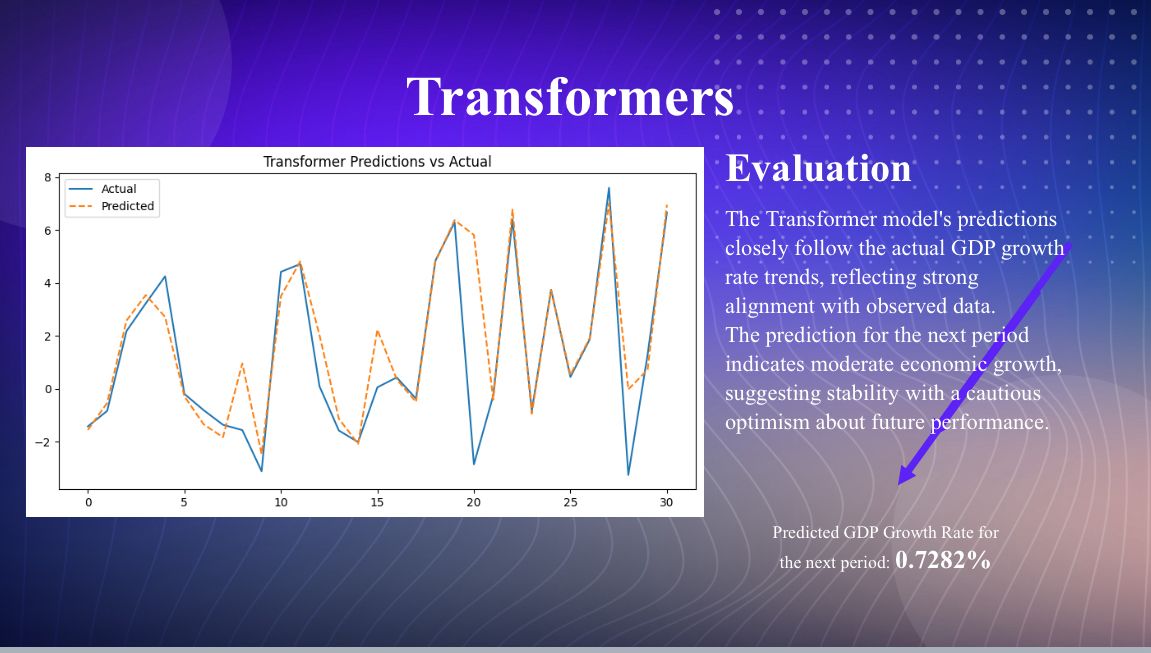 Transformers
Transformer Predictions vs Actual
Actual
Predicted
8
6
4
2
0
−2
0 5 10 15 20 25 30
Evaluation
The Transformer model's predictions
closely follow the actual GDP growth
rate trends, reflecting strong
alignment with observed data.
The prediction for the next period
indicates moderate economic growth,
suggesting stability with a cautious
optimism about future performance.
Predicted GDP Growth Rate for
the next period: 0.7282%